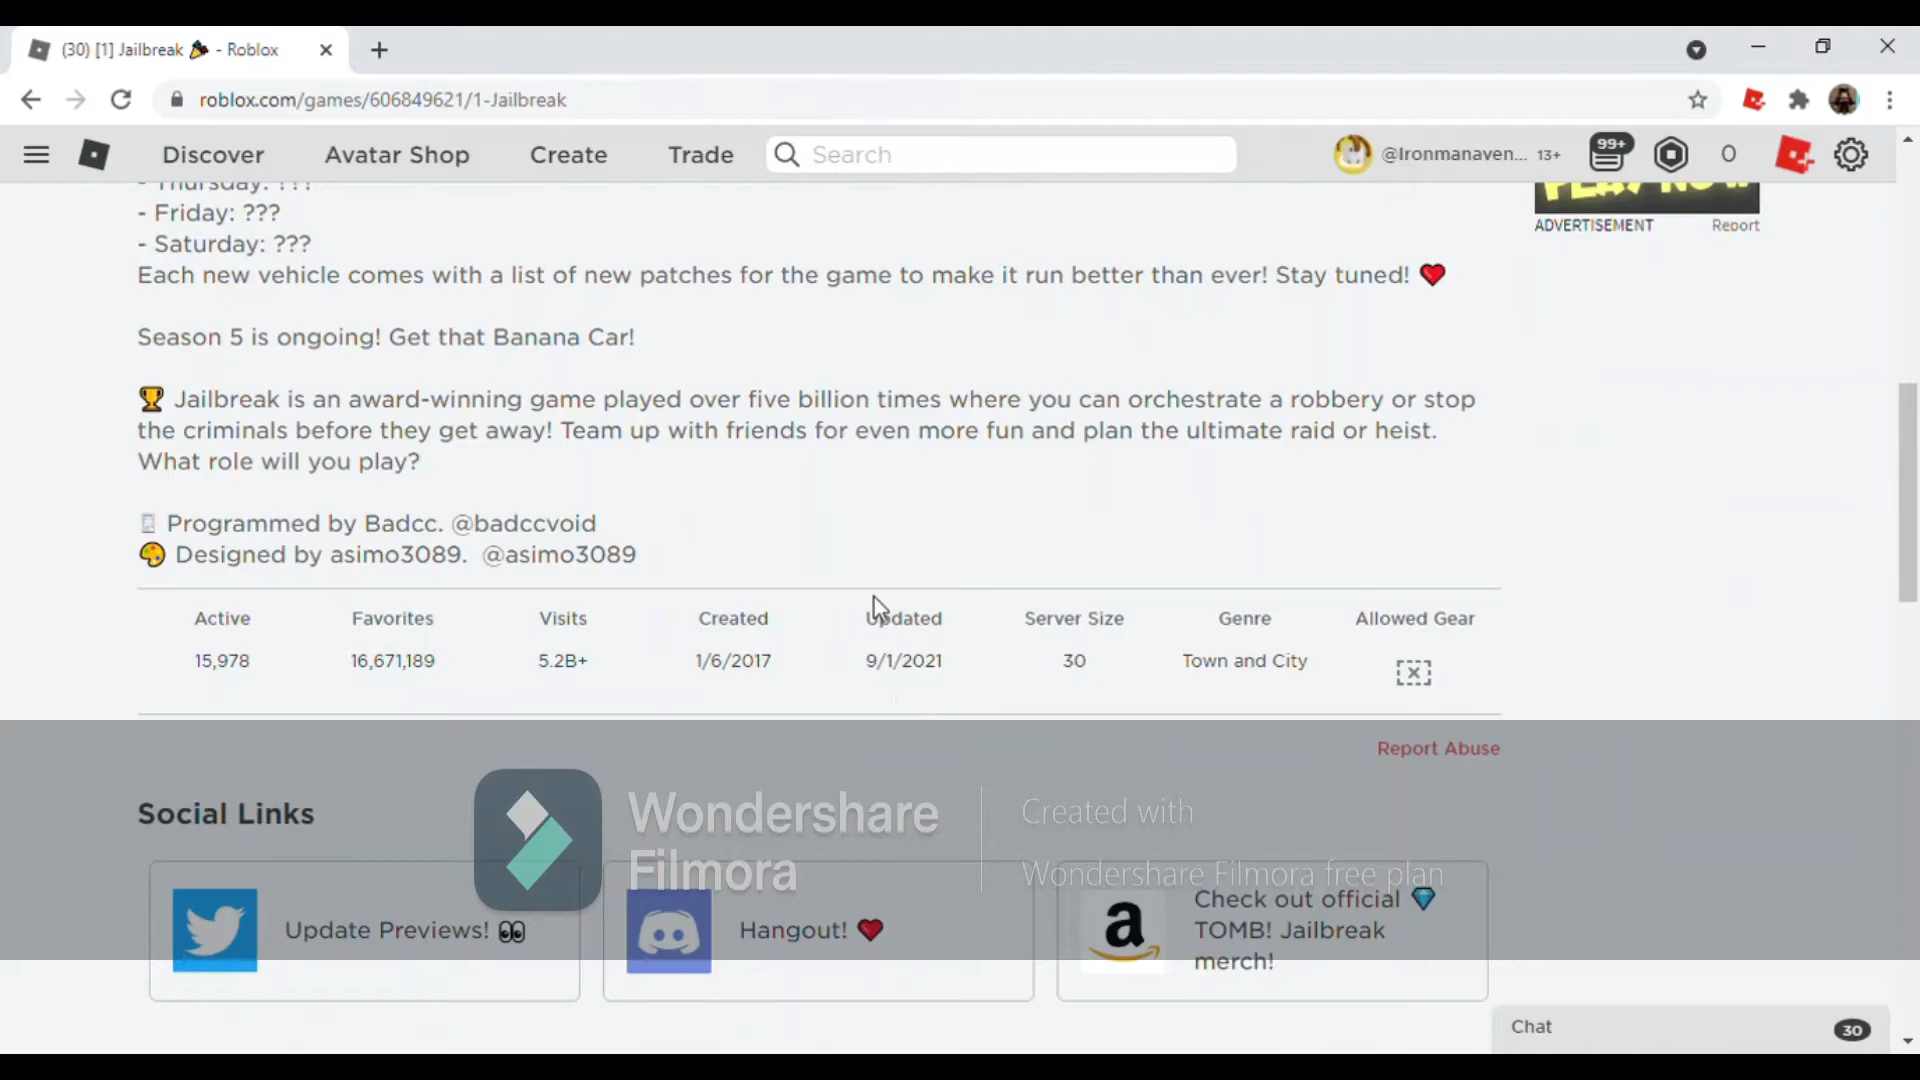 (30) [1] Jailbreak 🎉 - Roblox
roblox.com/games/606849621/1-Jailbreak
Discover Avatar Shop Create Trade Search @Ironmanaven... 13+ 99+ 0
- Thursday: ???
- Friday: ???
- Saturday: ???
Each new vehicle comes with a list of new patches for the game to make it run better than ever! Stay tuned! ❤️
PLAY NOW
ADVERTISEMENT Report
Season 5 is ongoing! Get that Banana Car!
🏆 Jailbreak is an award-winning game played over five billion times where you can orchestrate a robbery or stop
the criminals before they get away! Team up with friends for even more fun and plan the ultimate raid or heist.
What role will you play?
Programmed by Badcc. @badccvoid
🎨 Designed by asimo3089. @asimo3089
Active Favorites Visits Created Updated Server Size Genre Allowed Gear
15,978 16,671,189 5.2B+ 1/6/2017 9/1/2021 30 Town and City
Report Abuse
Social Links
Wondershare
Filmora
Created with
Wondershare Filmora free plan
Update Previews! 👀
Hangout! ❤️
Check out official 💎
TOMB! Jailbreak
merch!
Chat 30